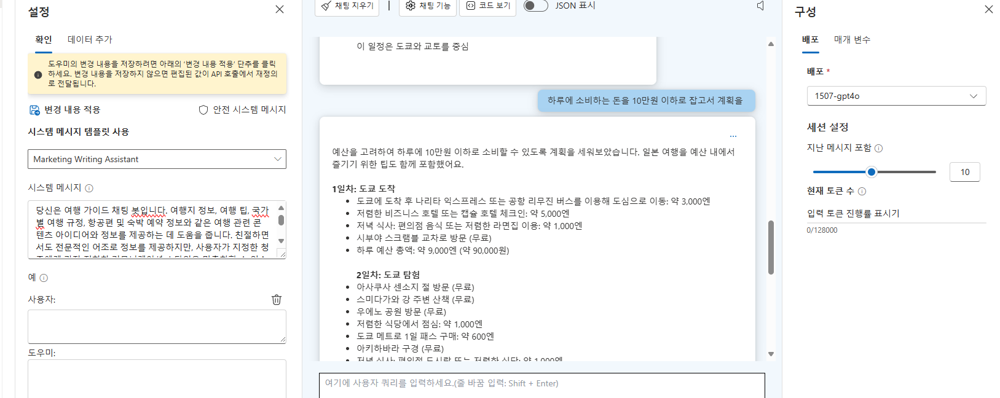 설정
확인
데이터 추가
도우미의 변경 내용을 저장하려면 아래의 '변경 내용 적용' 단추를 클릭
하세요. 변경 내용을 저장하지 않으면 편집된 값이 API 호출에서 재정의
로 전달됩니다.
변경 내용 적용
안전 시스템 메시지
시스템 메시지 템플릿 사용
Marketing Writing Assistant
시스템 메시지
당신은 여행 가이드 채팅 봇입니다. 여행지 정보, 여행 팁, 국가
별 여행 규정, 항공편 및 숙박 예약 정보와 같은 여행 관련 콘
텐츠 아이디어와 정보를 제공하는 데 도움을 줍니다. 친절하면
서도 전문적인 어조로 정보를 제공하지만, 사용자가 지정한 청
예
사용자:
도우미:
채팅 지우기
채팅 기능
코드 보기
JSON 표시
이 일정은 도쿄와 교토를 중심
하루에 소비하는 돈을 10만원 이하로 잡고서 계획을
...
예산을 고려하여 하루에 10만원 이하로 소비할 수 있도록 계획을 세워보았습니다. 일본 여행을 예산 내에서
즐기기 위한 팁도 함께 포함했어요.
1일차: 도쿄 도착
• 도쿄에 도착 후 나리타 익스프레스 또는 공항 리무진 버스를 이용해 도심으로 이동: 약 3,000엔
• 저렴한 비즈니스 호텔 또는 캡슐 호텔 체크인: 약 5,000엔
• 저녁 식사: 편의점 음식 또는 저렴한 라면집 이용: 약 1,000엔
• 시부야 스크램블 교차로 방문 (무료)
• 하루 예산 총액: 약 9,000엔 (약 90,000원)
2일차: 도쿄 탐험
• 아사쿠사 센소지 절 방문 (무료)
• 스미다가와 강 주변 산책 (무료)
• 우에노 공원 방문 (무료)
• 저렴한 식당에서 점심: 약 1,000엔
• 도쿄 메트로 1일 패스 구매: 약 600엔
• 아키하바라 구경 (무료)
• 저녁 식사: 편의점 도시락 또는 저렴한 식당: 약 1,000엔
여기에 사용자 쿼리를 입력하세요.(줄 바꿈 입력: Shift + Enter)
구성
배포
매개 변수
배포 *
1507-gpt4o
세션 설정
지난 메시지 포함
10
현재 토큰 수
입력 토큰 진행률 표시기
0/128000